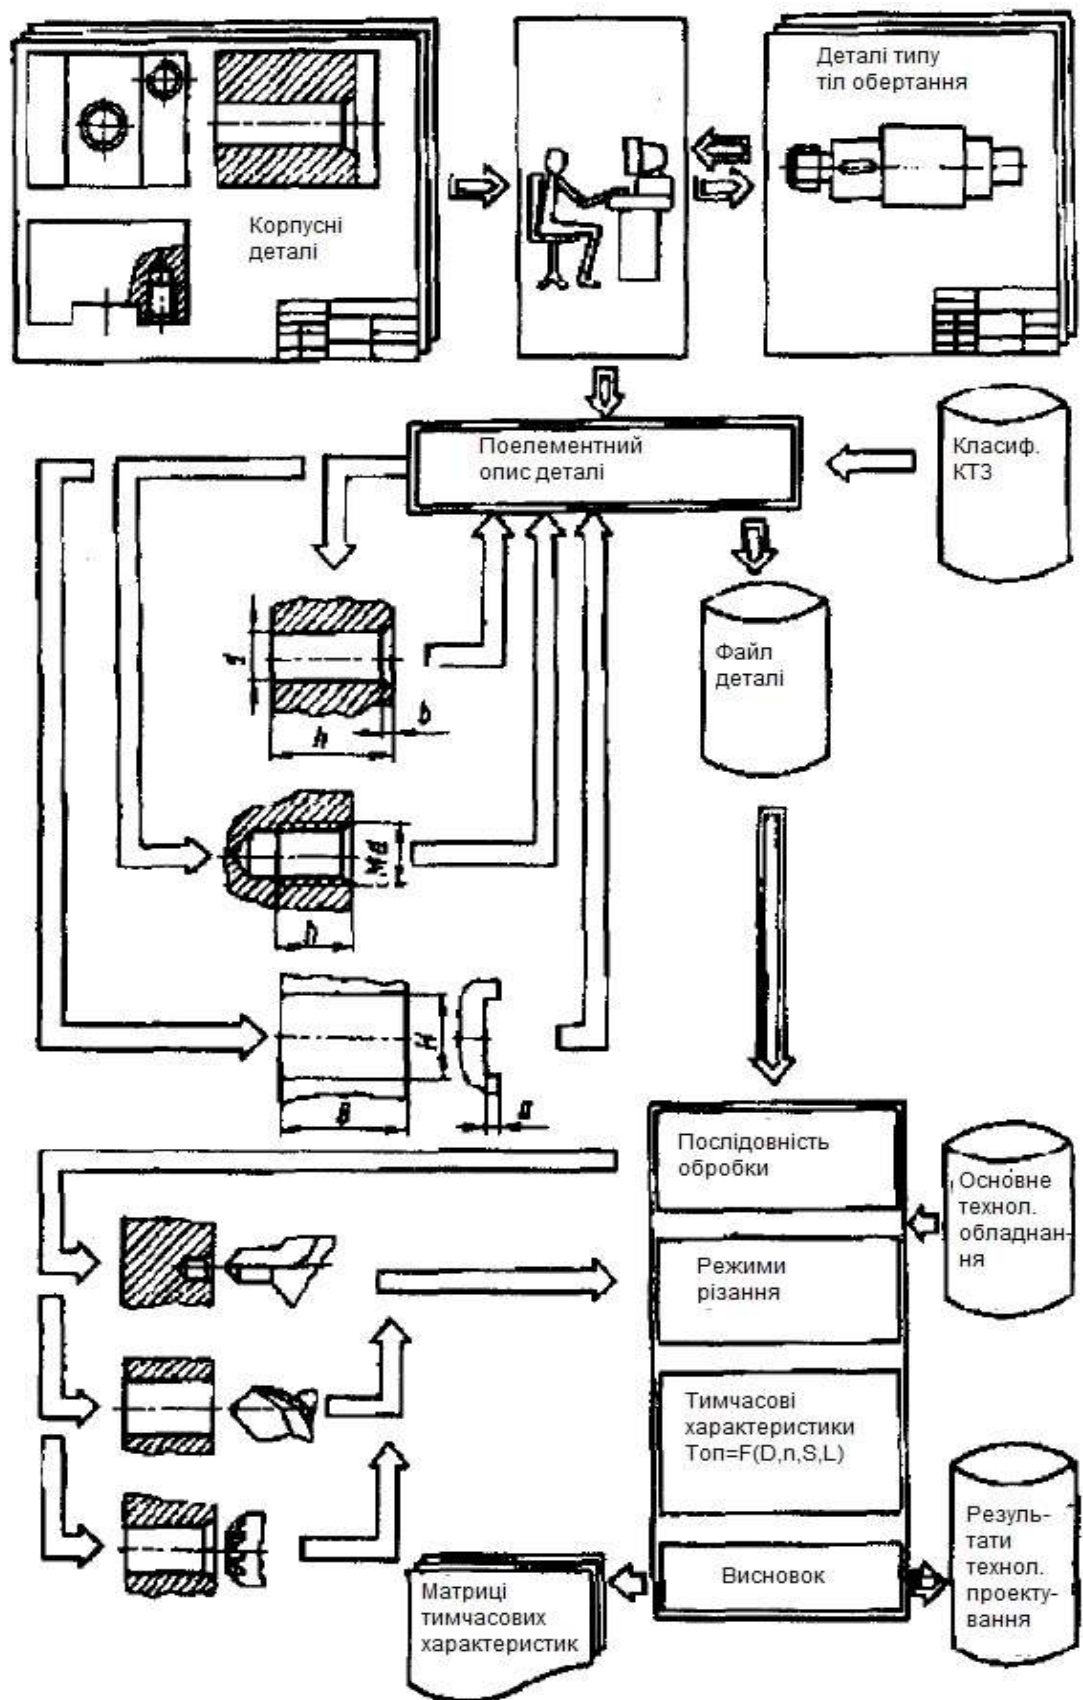 Корпусні
деталі
Деталі типу
тіл обертання
Поелементний
опис деталі
Класиф.
КТЗ
Файл
деталі
d
b
h
Md
h
H
B
a
Послідовність
обробки
Основне
технол.
обладнан-
ня
Режими
різання
Тимчасові
характеристики
Топ=F(D,n,S,L)
Висновок
Матриці
тимчасових
характеристик
Резуль-
тати
технол.
проекту-
вання